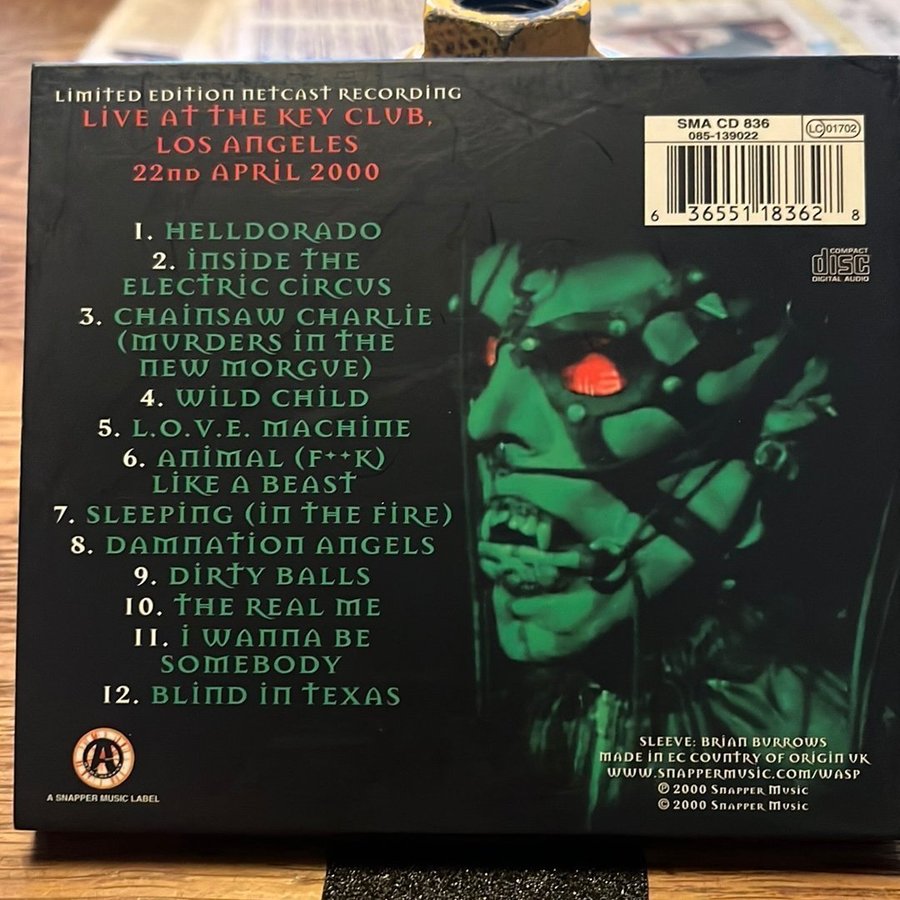 LIMITED EDITION NETCAST RECORDING
LIVE AT THE KEY CLUB,
LOS ANGELES
22ND APRIL 2000
1. HELLDORADO
2. INSIDE THE
ELECTRIC CIRCUS
3. CHAINSAW CHARLIE
(MURDERS IN THE
NEW MORGUE)
4. WILD CHILD
5. L.O.V.E. MACHINE
6. ANIMAL (F**K)
LIKE A BEAST
7. SLEEPING (IN THE FIRE)
8. DAMNATION ANGELS
9. DIRTY BALLS
10. THE REAL ME
11. I WANNA BE
SOMEBODY
12. BLIND IN TEXAS
A
A SNAPPER MUSIC LABEL
SMA CD 836
085-139022
LC 01702
6 36551 18362 8
COMPACT
disc
DIGITAL AUDIO
SLEEVE: BRIAN BURROWS
MADE IN EC COUNTRY OF ORIGIN UK
WWW.SNAPPERMUSIC.COM/WASP
℗ 2000 SNAPPER MUSIC
© 2000 SNAPPER MUSIC